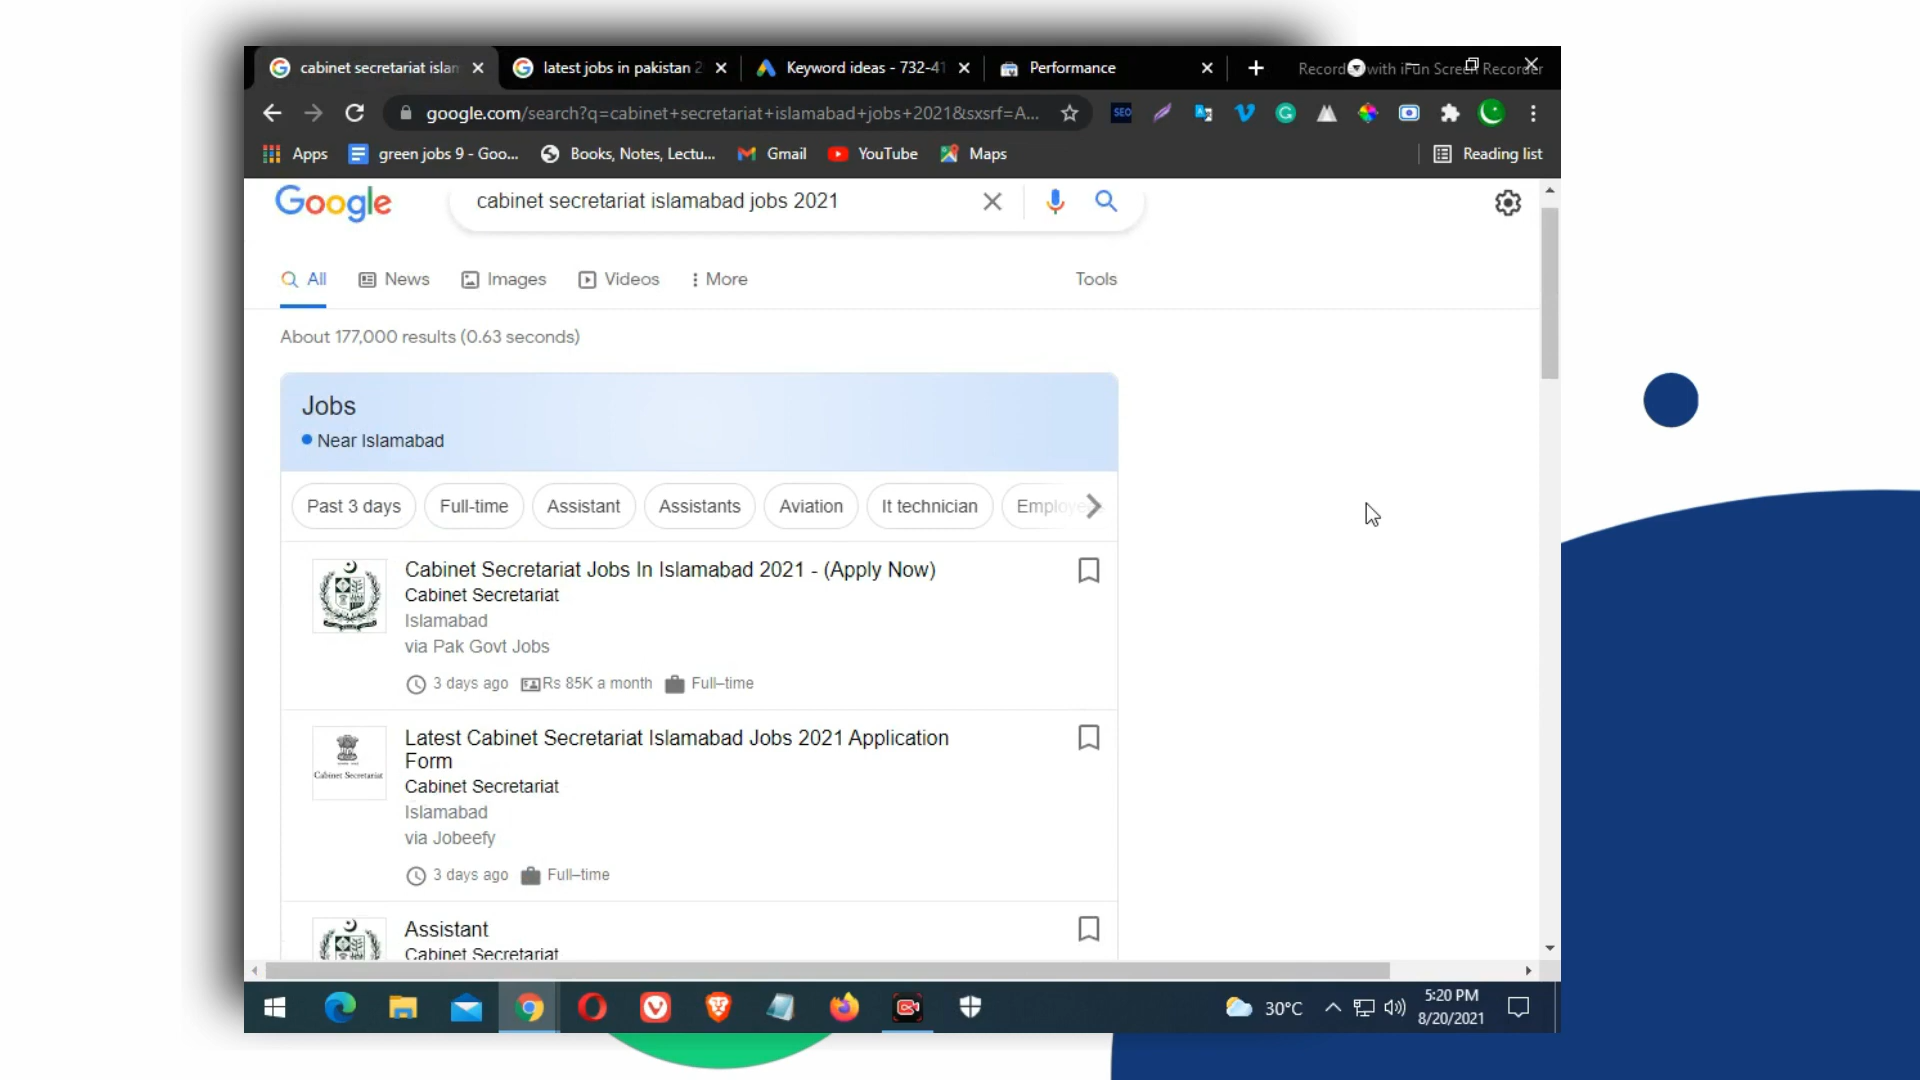 cabinet secretariat islam
latest jobs in pakistan 2
Keyword ideas - 732-41
Performance
Recorded with iFun Screen Recorder
google.com/search?q=cabinet+secretariat+islamabad+jobs+2021&sxsrf=A...
SEO
Apps
green jobs 9 - Goo...
Books, Notes, Lectu...
Gmail
YouTube
Maps
Reading list
Google
cabinet secretariat islamabad jobs 2021
All
News
Images
Videos
More
Tools
About 177,000 results (0.63 seconds)
Jobs
Near Islamabad
Past 3 days
Full-time
Assistant
Assistants
Aviation
It technician
Employe
Cabinet Secretariat Jobs In Islamabad 2021 - (Apply Now)
Cabinet Secretariat
Islamabad
via Pak Govt Jobs
3 days ago
Rs 85K a month
Full–time
Cabinet Secretariat
Latest Cabinet Secretariat Islamabad Jobs 2021 Application
Form
Cabinet Secretariat
Islamabad
via Jobeefy
3 days ago
Full–time
Assistant
Cabinet Secretariat
30°C
5:20 PM
8/20/2021